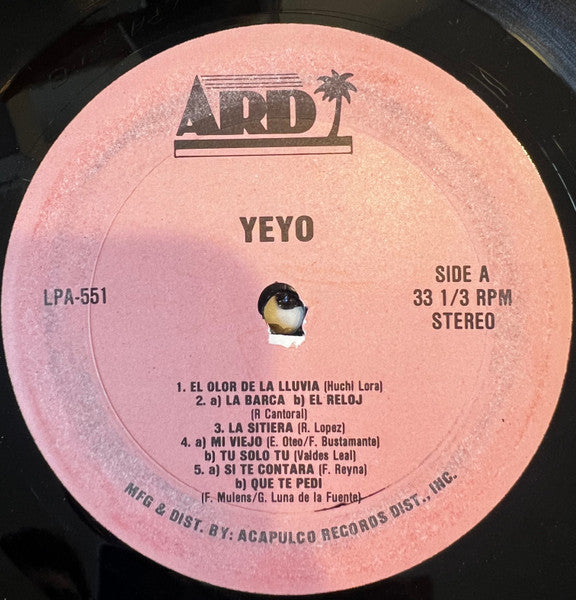 ARD
YEYO
LPA-551
SIDE A
33 1/3 RPM
STEREO
1. EL OLOR DE LA LLUVIA (Huchi Lora)
2. a) LA BARCA b) EL RELOJ
(R Cantoral)
3. LA SITIERA (R. Lopez)
4. a) MI VIEJO (E. Oteo/F. Bustamante)
b) TU SOLO TU (Valdes Leal)
5. a) SI TE CONTARA (F. Reyna)
b) QUE TE PEDI
(F. Mulens/G. Luna de la Fuente)
MFG & DIST. BY: ACAPULCO RECORDS DIST., INC.